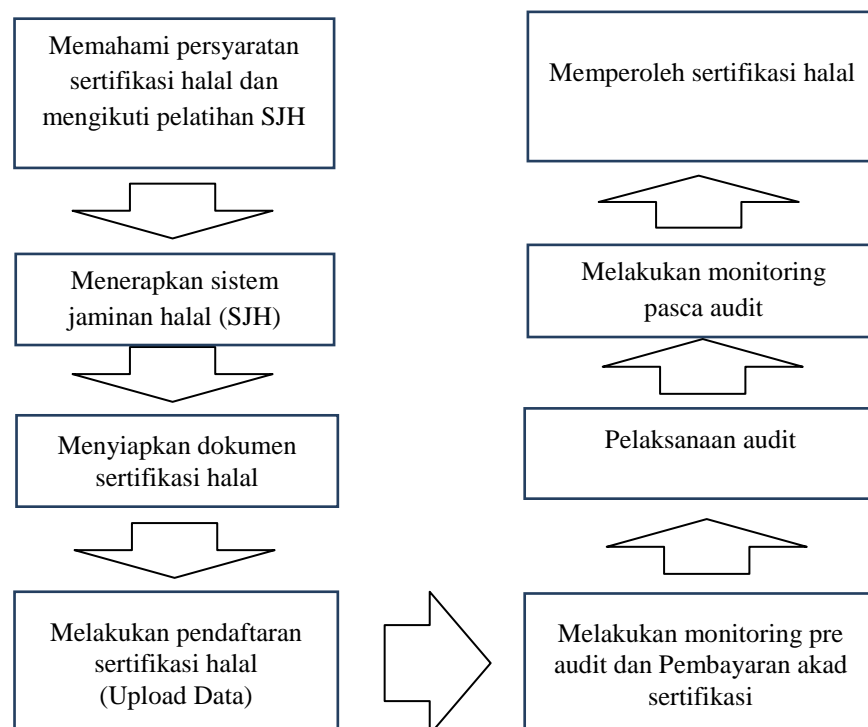 Memahami persyaratan
sertifikasi halal dan
mengikuti pelatihan SJH
Menerapkan sistem
jaminan halal (SJH)
Menyiapkan dokumen
sertifikasi halal
Melakukan pendaftaran
sertifikasi halal
(Upload Data)
Melakukan monitoring pre
audit dan Pembayaran akad
sertifikasi
Pelaksanaan audit
Melakukan monitoring
pasca audit
Memperoleh sertifikasi halal